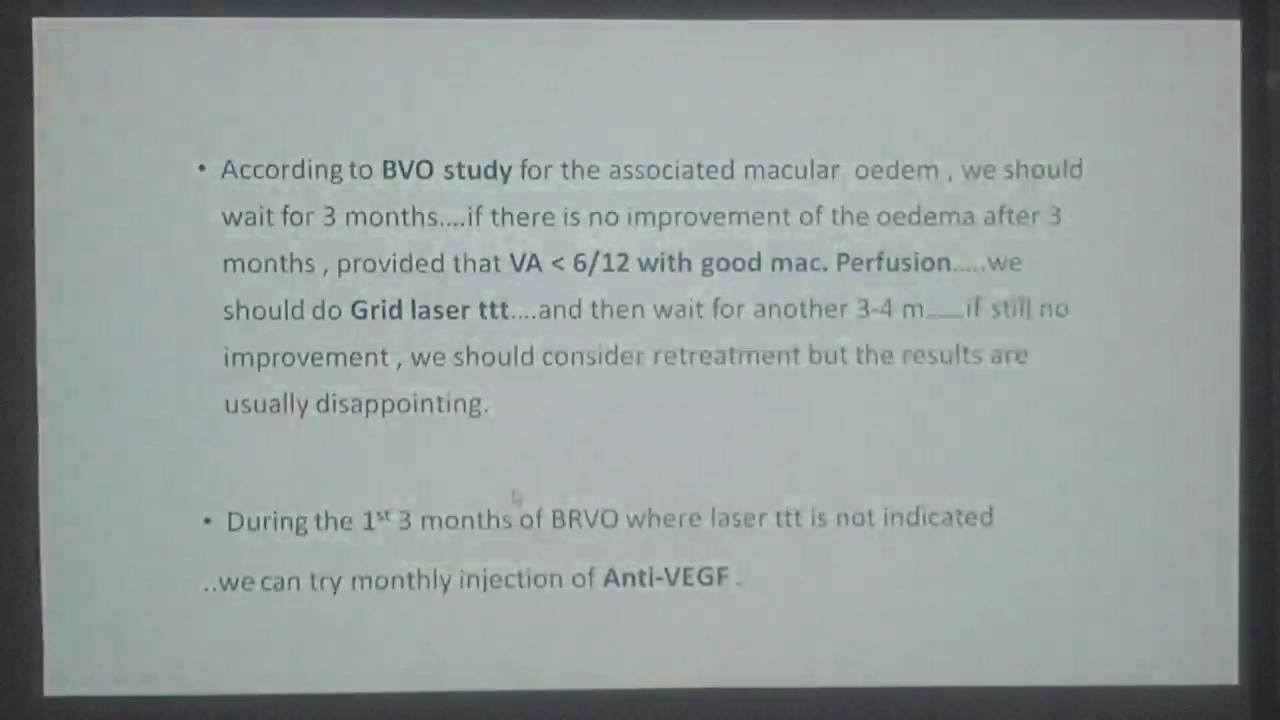 • According to BVO study for the associated macular oedem , we should
wait for 3 months....if there is no improvement of the oedema after 3
months , provided that VA < 6/12 with good mac. Perfusion.....we
should do Grid laser ttt....and then wait for another 3-4 m......if still no
improvement , we should consider retreatment but the results are
usually disappointing.
• During the 1st 3 months of BRVO where laser ttt is not indicated
..we can try monthly injection of Anti-VEGF .